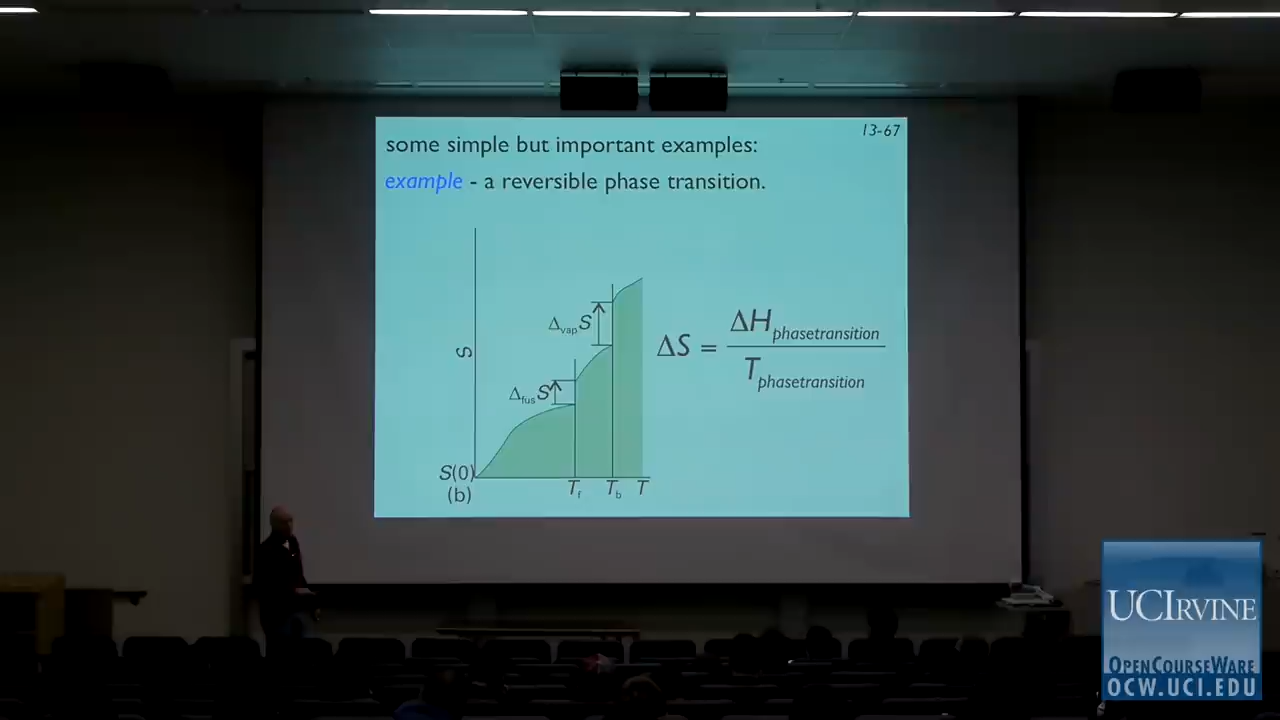 13-67
some simple but important examples:
example - a reversible phase transition.
S
Δ_vap S
Δ_fus S
S(0)
(b)
T_f T_b T
ΔS = ΔH_phasetransition / T_phasetransition
UCIRVINE
OPENCOURSEWARE
OCW.UCI.EDU